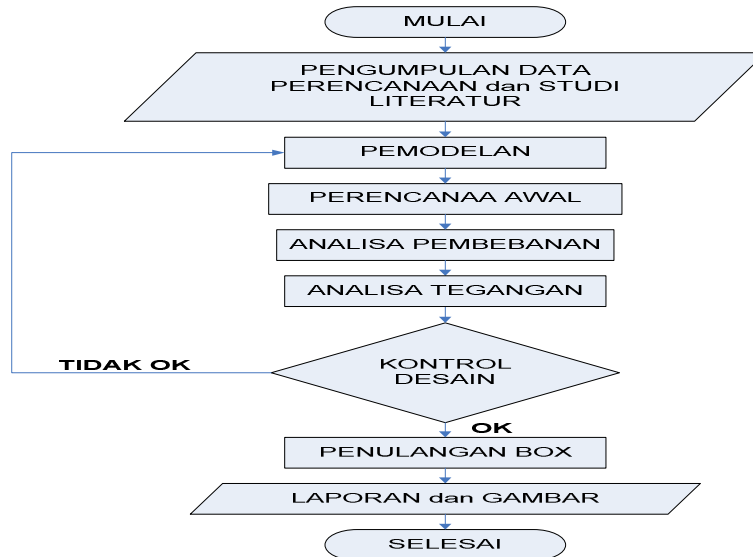 MULAI
PENGUMPULAN DATA
PERENCANAAN dan STUDI
LITERATUR
PEMODELAN
PERENCANAA AWAL
ANALISA PEMBEBANAN
ANALISA TEGANGAN
TIDAK OK
KONTROL
DESAIN
OK
PENULANGAN BOX
LAPORAN dan GAMBAR
SELESAI